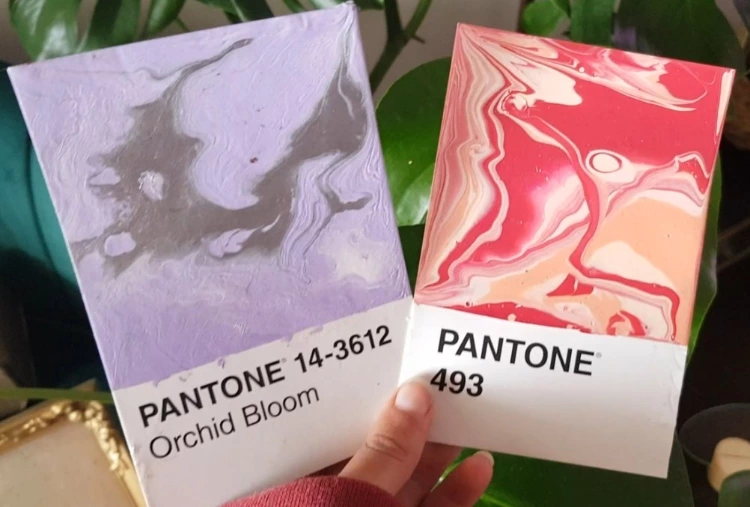 PANTONE® 14-3612
Orchid Bloom
PANTONE®
493